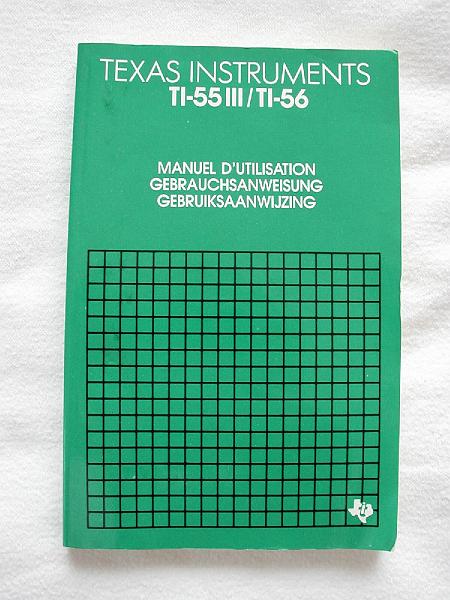 TEXAS INSTRUMENTS
TI-55 III / TI-56
MANUEL D'UTILISATION
GEBRAUCHSANWEISUNG
GEBRUIKSAANWIJZING